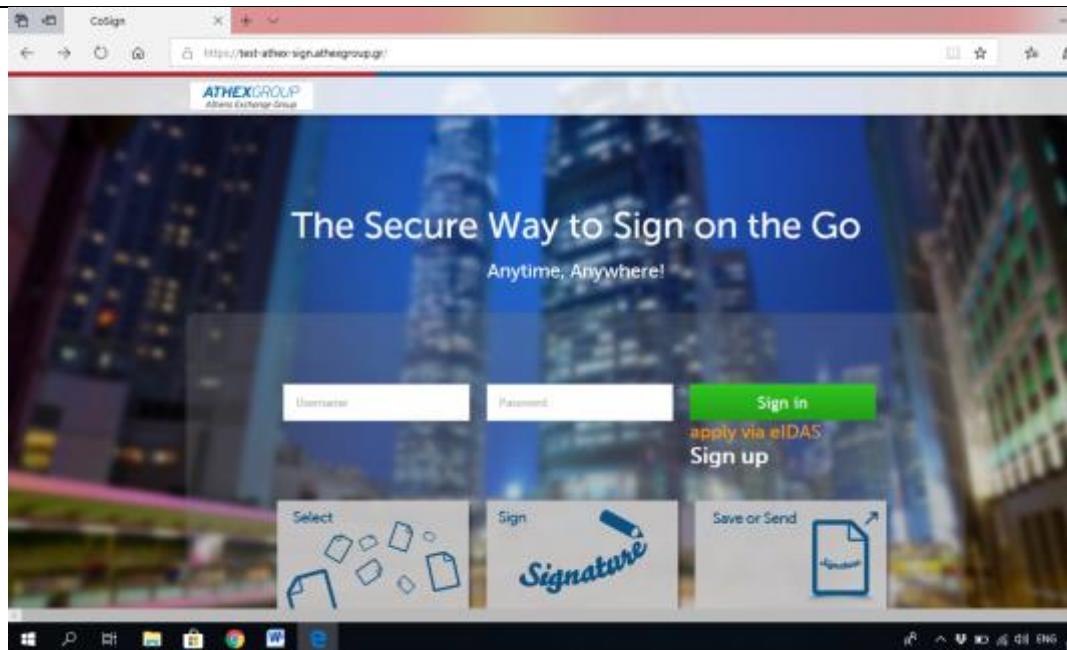 CoSign
https://test-athex-sign.athexgroup.gr/
ATHEXGROUP
Athens Exchange Group
The Secure Way to Sign on the Go
Anytime, Anywhere!
Username
Password
Sign in
apply via eIDAS
Sign up
Select
Sign
Save or Send
Signature
Signature
ENG